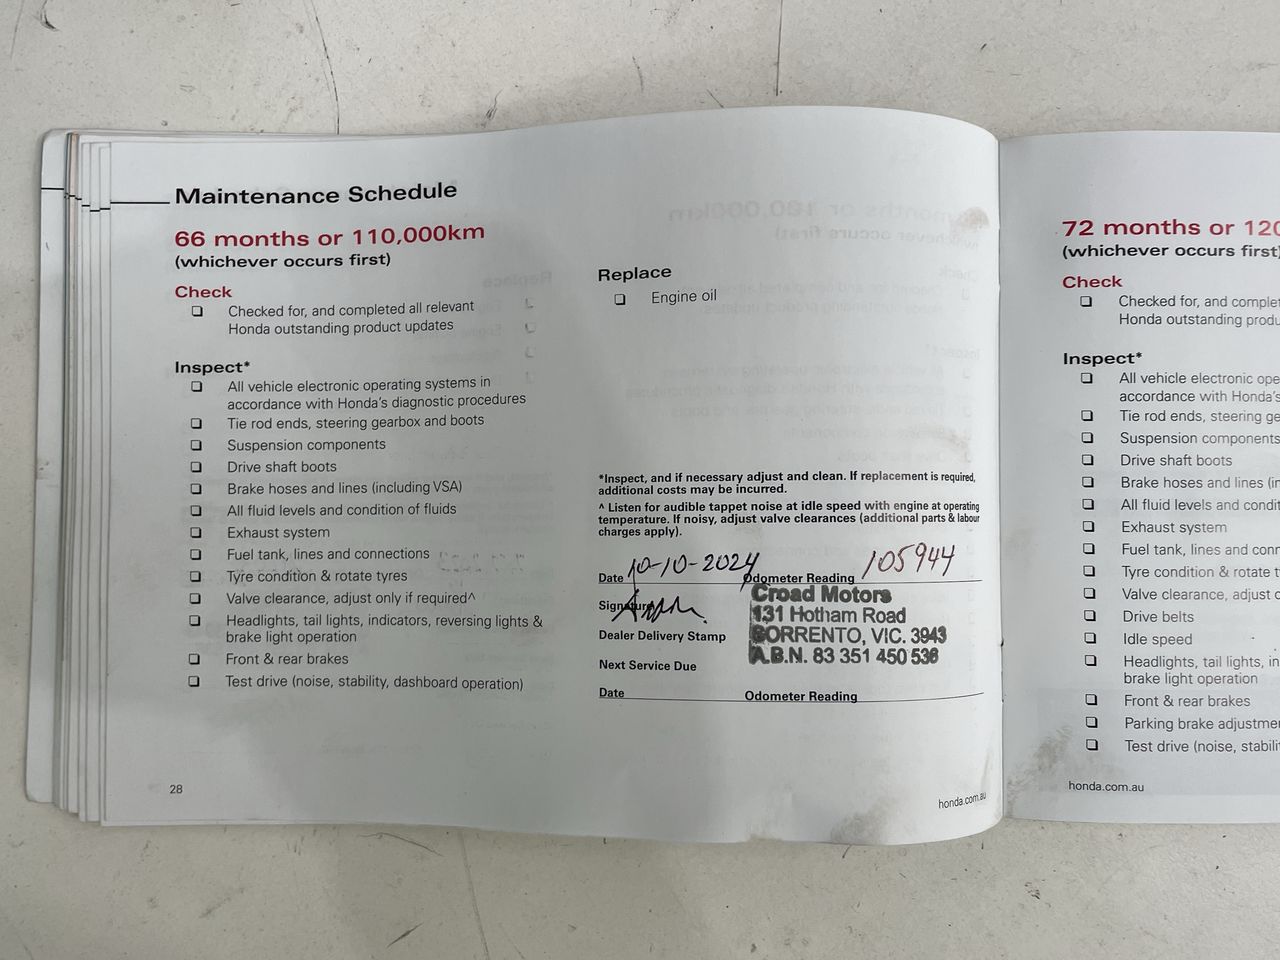 Maintenance Schedule
66 months or 110,000km
(whichever occurs first)
Check
❏ Checked for, and completed all relevant
Honda outstanding product updates
Inspect*
❏ All vehicle electronic operating systems in
accordance with Honda's diagnostic procedures
❏ Tie rod ends, steering gearbox and boots
❏ Suspension components
❏ Drive shaft boots
❏ Brake hoses and lines (including VSA)
❏ All fluid levels and condition of fluids
❏ Exhaust system
❏ Fuel tank, lines and connections
❏ Tyre condition & rotate tyres
❏ Valve clearance, adjust only if required^
❏ Headlights, tail lights, indicators, reversing lights &
brake light operation
❏ Front & rear brakes
❏ Test drive (noise, stability, dashboard operation)
28
Replace
❏ Engine oil
*Inspect, and if necessary adjust and clean. If replacement is required,
additional costs may be incurred.
^ Listen for audible tappet noise at idle speed with engine at operating
temperature. If noisy, adjust valve clearances (additional parts & labour
charges apply).
Date 10-10-2024 Odometer Reading 105944
Signature
Dealer Delivery Stamp
Croad Motors
131 Hotham Road
SORRENTO, VIC. 3943
A.B.N. 83 351 450 536
Next Service Due
Date Odometer Reading
honda.com.au
72 months or 120
(whichever occurs first)
Check
❏ Checked for, and complet
Honda outstanding produ
Inspect*
❏ All vehicle electronic ope
accordance with Honda's
❏ Tie rod ends, steering ge
❏ Suspension components
❏ Drive shaft boots
❏ Brake hoses and lines (in
❏ All fluid levels and condit
❏ Exhaust system
❏ Fuel tank, lines and conn
❏ Tyre condition & rotate t
❏ Valve clearance, adjust o
❏ Drive belts
❏ Idle speed
❏ Headlights, tail lights, in
brake light operation
❏ Front & rear brakes
❏ Parking brake adjustme
❏ Test drive (noise, stabili
honda.com.au